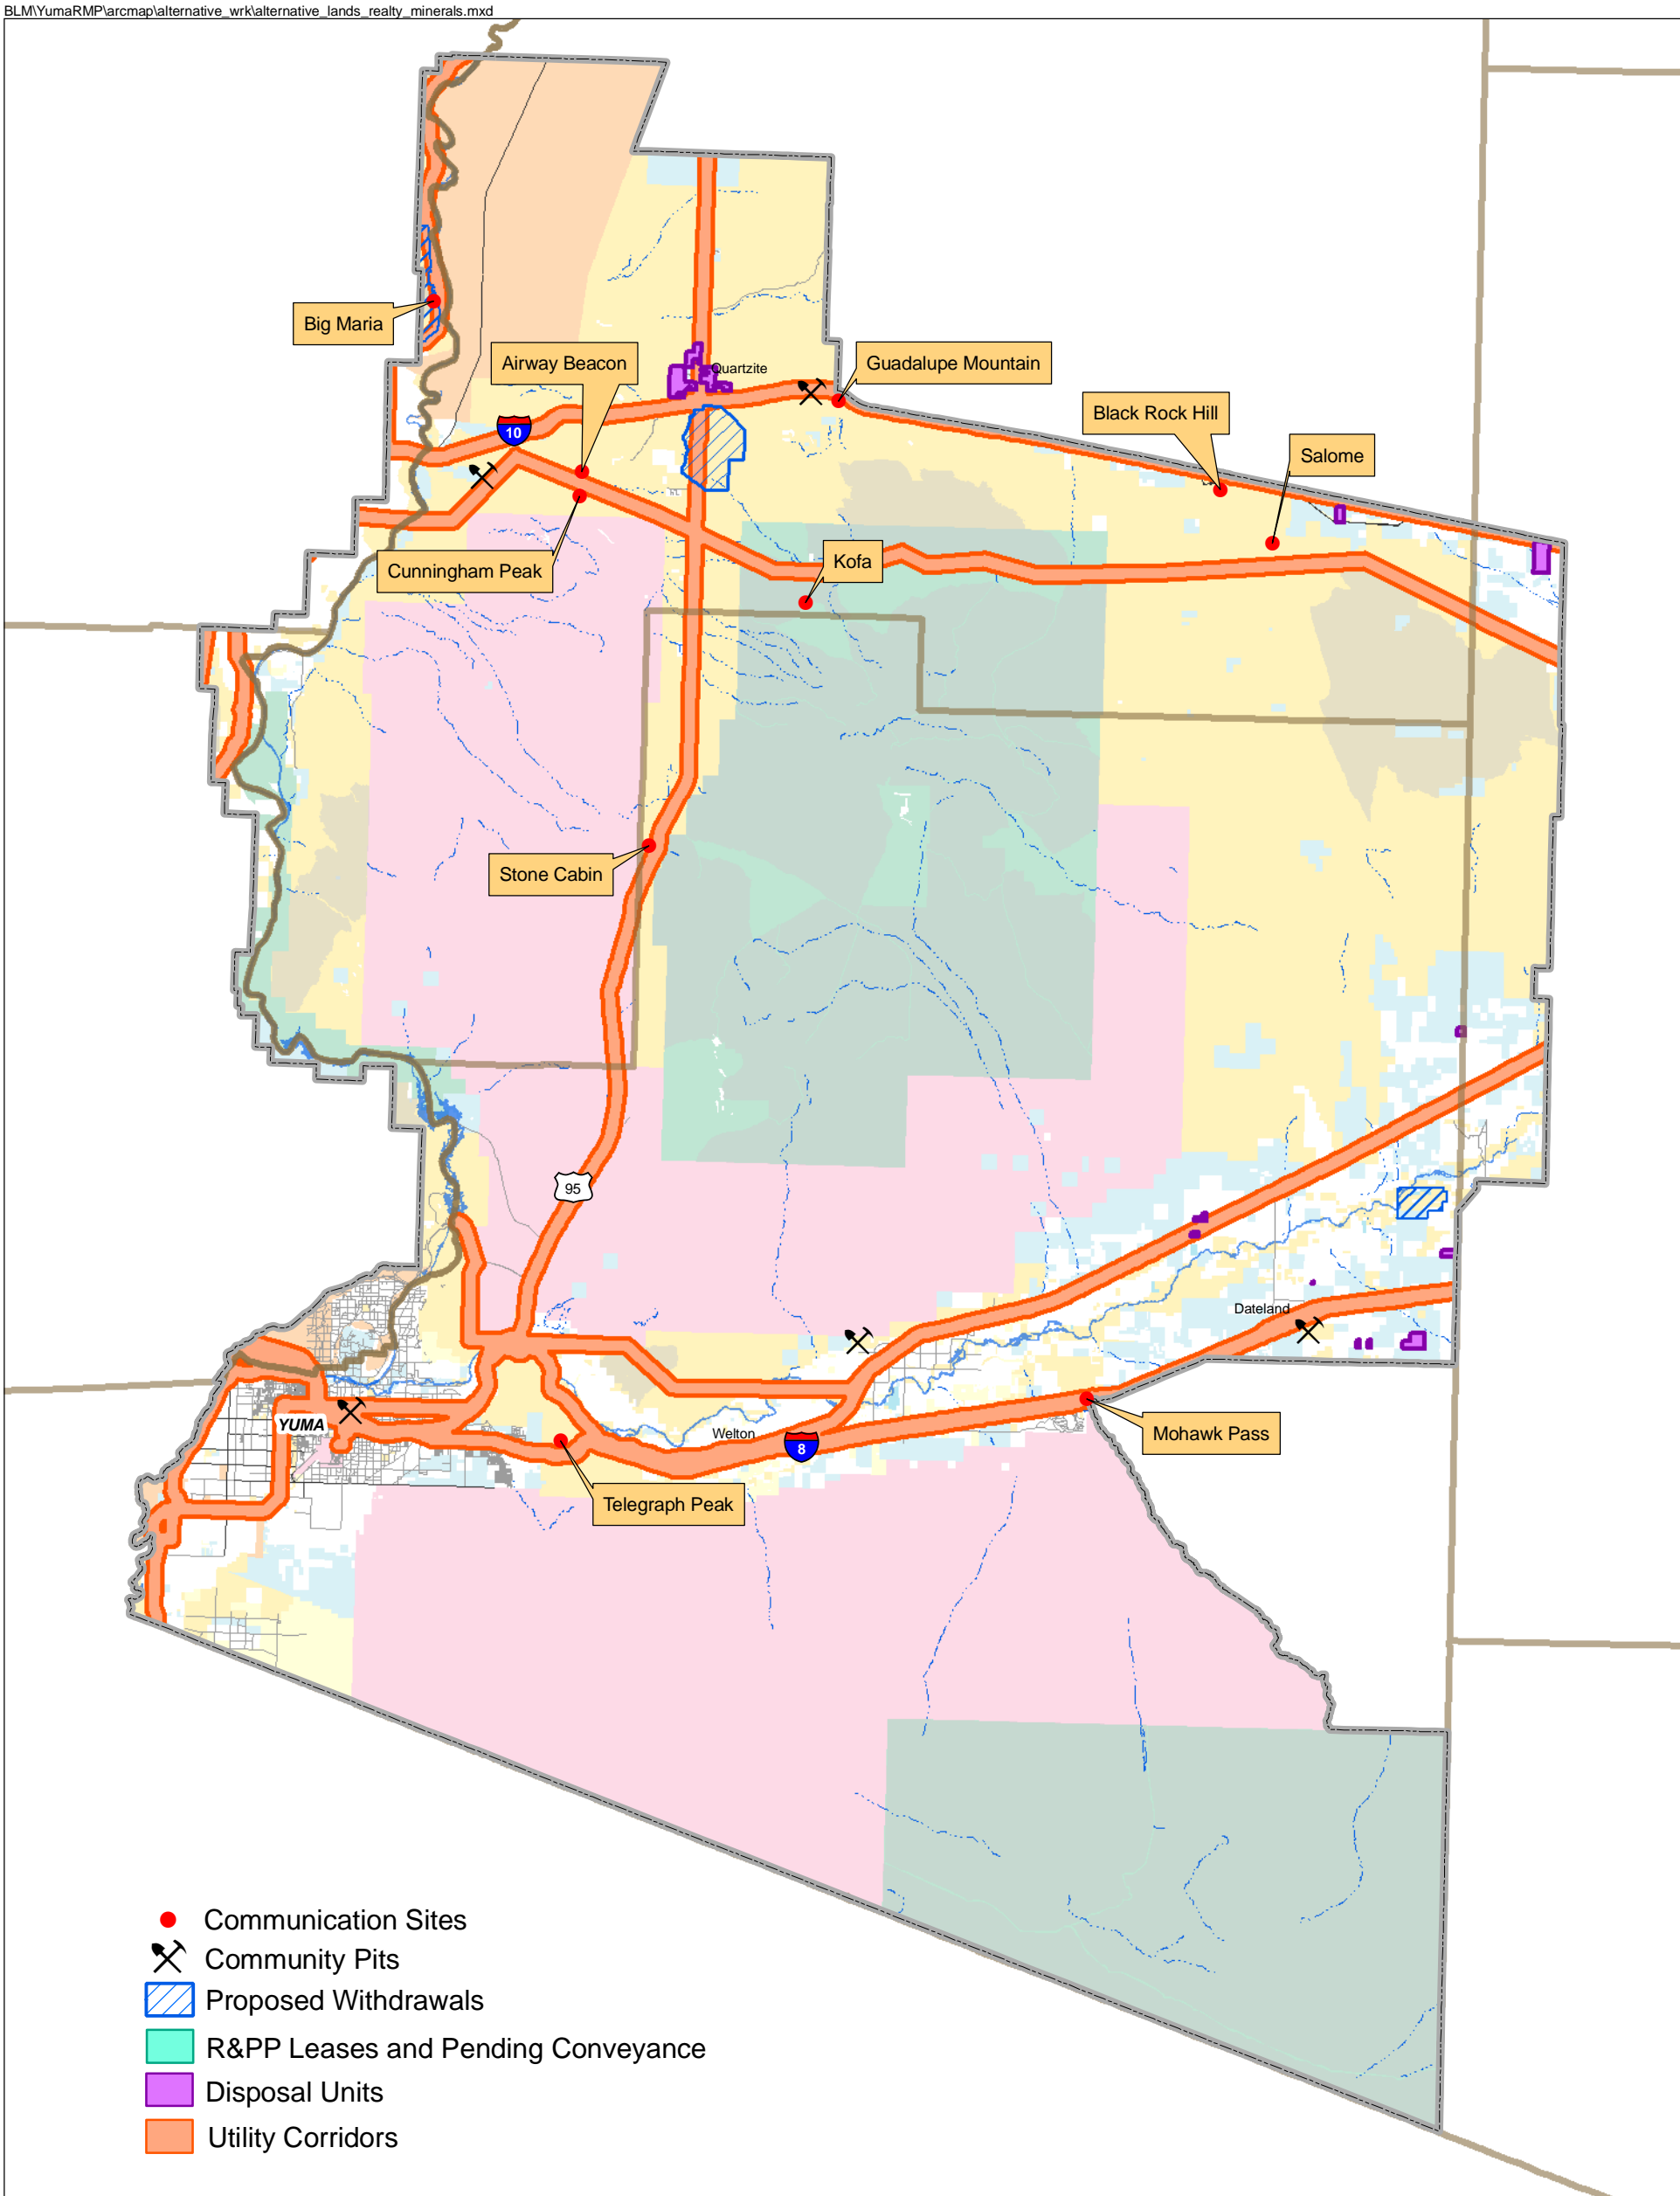 BLM\YumaRMP\arcmap\alternative_wrk\alternative_lands_realty_minerals.mxd
Big Maria
Airway Beacon
Quartzite
Guadalupe Mountain
Black Rock Hill
10
Salome
Cunningham Peak
Kofa
Stone Cabin
95
Dateland
YUMA
Welton
8
Mohawk Pass
Telegraph Peak
Communication Sites
Community Pits
Proposed Withdrawals
R&PP Leases and Pending Conveyance
Disposal Units
Utility Corridors